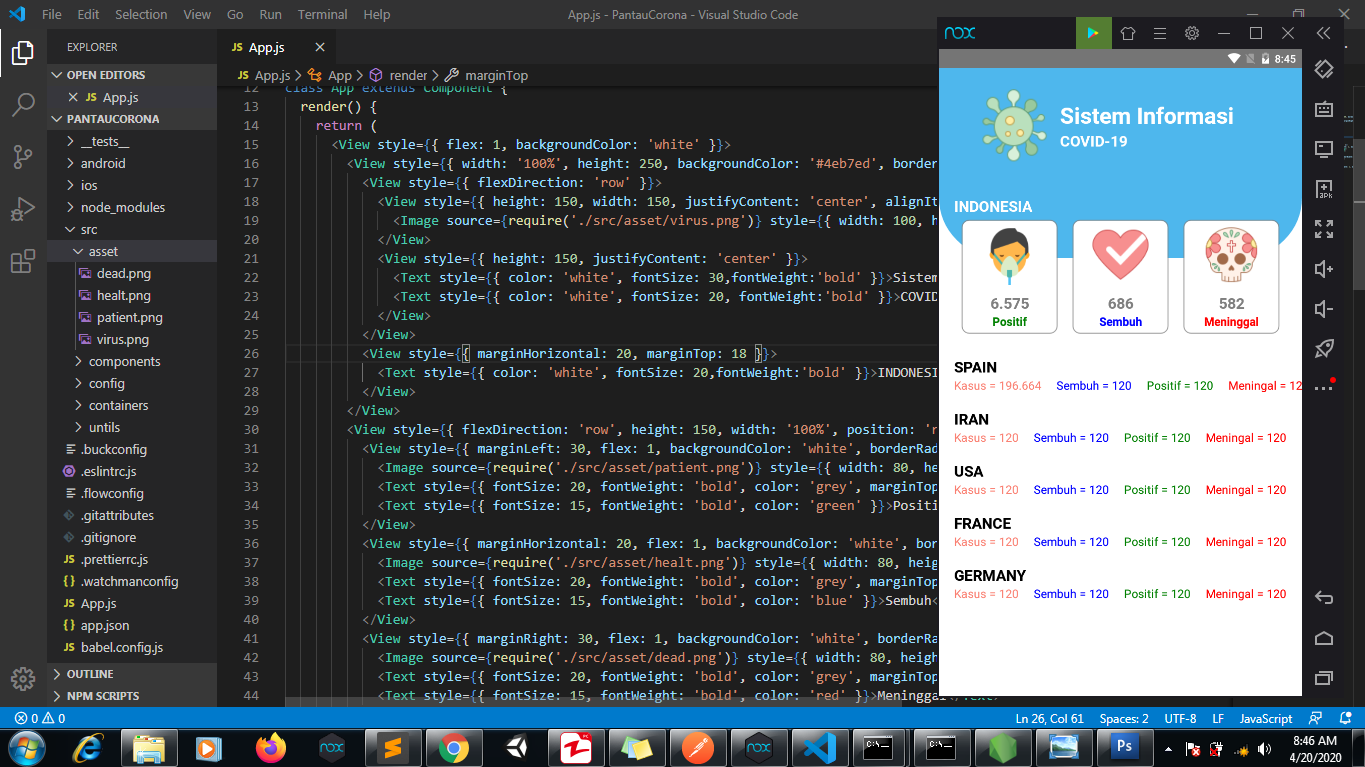 File Edit Selection View Go Run Terminal Help
App.js - PantauCorona - Visual Studio Code
EXPLORER
OPEN EDITORS
JS App.js
PANTAUCORONA
__tests__
android
ios
node_modules
src
asset
dead.png
healt.png
patient.png
virus.png
components
config
containers
untils
.buckconfig
.eslintrc.js
.flowconfig
.gitattributes
.gitignore
JS .prettierrc.js
{} .watchmanconfig
JS App.js
{} app.json
JS babel.config.js
OUTLINE
NPM SCRIPTS
JS App.js
JS App.js > App > render > marginTop
12 class App extends Component {
13 render() {
14 return (
15 <View style={{ flex: 1, backgroundColor: 'white' }}>
16 <View style={{ width: '100%', height: 250, backgroundColor: '#4eb7ed', border
17 <View style={{ flexDirection: 'row' }}>
18 <View style={{ height: 150, width: 150, justifyContent: 'center', alignIt
19 <Image source={require('./src/asset/virus.png')} style={{ width: 100, h
20 </View>
21 <View style={{ height: 150, justifyContent: 'center' }}>
22 <Text style={{ color: 'white', fontSize: 30,fontWeight:'bold' }}>Sistem
23 <Text style={{ color: 'white', fontSize: 20, fontWeight:'bold' }}>COVID
24 </View>
25 </View>
26 <View style={{ marginHorizontal: 20, marginTop: 18 }}>
27 <Text style={{ color: 'white', fontSize: 20,fontWeight:'bold' }}>INDONESI
28 </View>
29 </View>
30 <View style={{ flexDirection: 'row', height: 150, width: '100%', position: 'r
31 <View style={{ marginLeft: 30, flex: 1, backgroundColor: 'white', borderRad
32 <Image source={require('./src/asset/patient.png')} style={{ width: 80, he
33 <Text style={{ fontSize: 20, fontWeight: 'bold', color: 'grey', marginTop
34 <Text style={{ fontSize: 15, fontWeight: 'bold', color: 'green' }}>Positi
35 </View>
36 <View style={{ marginHorizontal: 20, flex: 1, backgroundColor: 'white', bor
37 <Image source={require('./src/asset/healt.png')} style={{ width: 80, heig
38 <Text style={{ fontSize: 20, fontWeight: 'bold', color: 'grey', marginTop
39 <Text style={{ fontSize: 15, fontWeight: 'bold', color: 'blue' }}>Sembuh<
40 </View>
41 <View style={{ marginRight: 30, flex: 1, backgroundColor: 'white', borderRa
42 <Image source={require('./src/asset/dead.png')} style={{ width: 80, heigh
43 <Text style={{ fontSize: 20, fontWeight: 'bold', color: 'grey', marginTop
44 <Text style={{ fontSize: 15, fontWeight: 'bold', color: 'red' }}>Meninggal</Text>
nox
8:45
Sistem Informasi
COVID-19
INDONESIA
6.575 686 582
Positif Sembuh Meninggal
SPAIN
Kasus = 196.664 Sembuh = 120 Positif = 120 Meningal = 12
IRAN
Kasus = 120 Sembuh = 120 Positif = 120 Meningal = 120
USA
Kasus = 120 Sembuh = 120 Positif = 120 Meningal = 120
FRANCE
Kasus = 120 Sembuh = 120 Positif = 120 Meningal = 120
GERMANY
Kasus = 120 Sembuh = 120 Positif = 120 Meningal = 120
0 0
Ln 26, Col 61 Spaces: 2 UTF-8 LF JavaScript
8:46 AM
4/20/2020